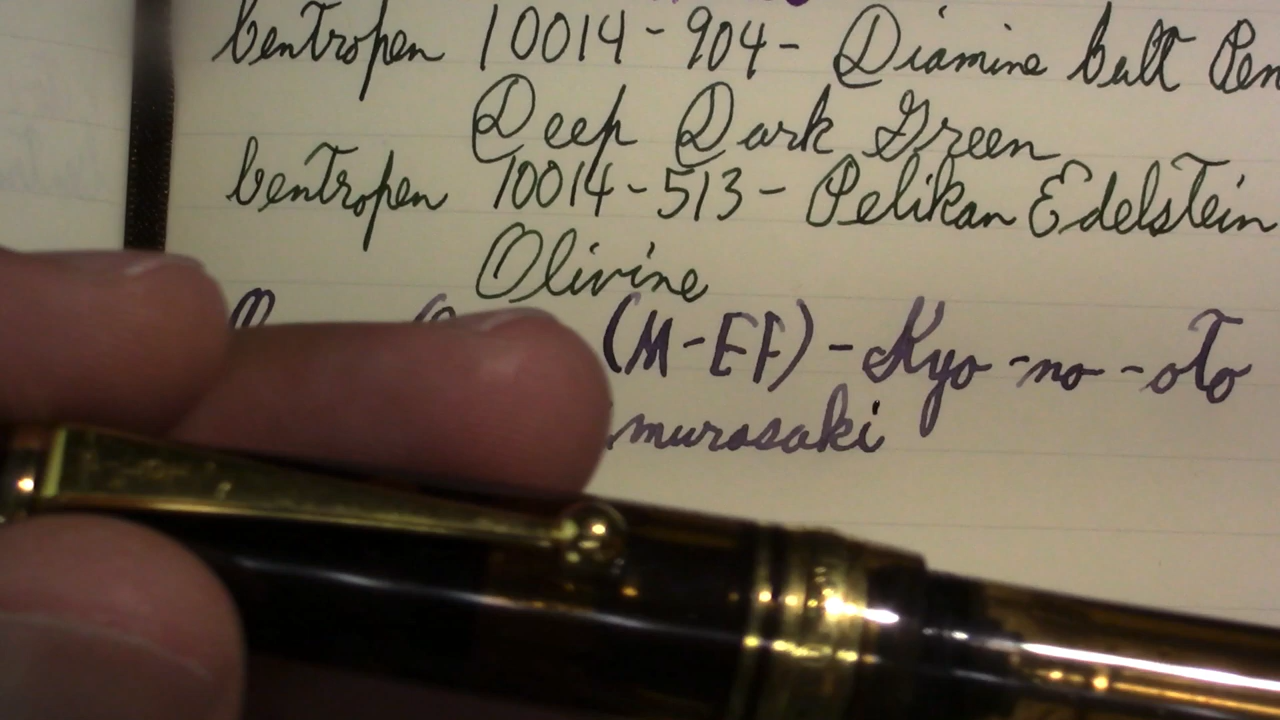 Centropen 10014-904- Diamine Cult Pen
Deep Dark Green
Centropen 10014-513- Pelikan Edelstein
Olivine
(M-EF) - Kyo-no-oto
murasaki